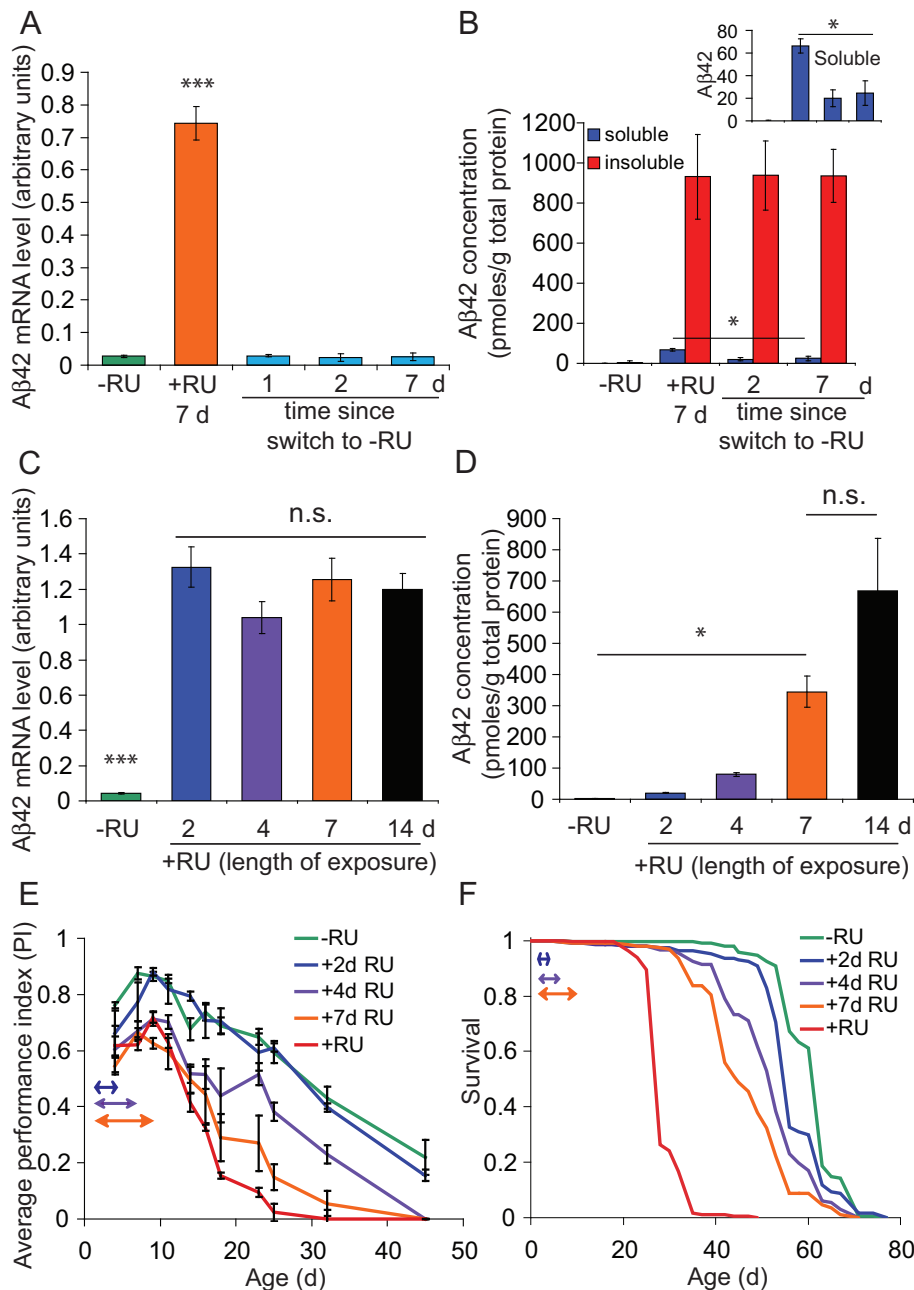 A
Aβ42 mRNA level (arbitrary units)
0.9
0.8
0.7
0.6
0.5
0.4
0.3
0.2
0.1
0
***
-RU
+RU
7 d
1 2 7 d
time since
switch to -RU
B
Aβ42
80
60
40
20
0
*
Soluble
Aβ42 concentration
(pmoles/g total protein)
1200
1000
800
600
400
200
0
soluble
insoluble
*
-RU
+RU
7 d
2 7 d
time since
switch to -RU
C
Aβ42 mRNA level (arbitrary units)
1.6
1.4
1.2
1
0.8
0.6
0.4
0.2
0
n.s.
***
-RU 2 4 7 14 d
+RU (length of exposure)
D
Aβ42 concentration
(pmoles/g total protein)
900
800
700
600
500
400
300
200
100
0
n.s.
*
-RU 2 4 7 14 d
+RU (length of exposure)
E
Average performance index (PI)
1
0.8
0.6
0.4
0.2
0
-RU
+2d RU
+4d RU
+7d RU
+RU
0 10 20 30 40 50
Age (d)
F
Survival
1
0.8
0.6
0.4
0.2
0
-RU
+2d RU
+4d RU
+7d RU
+RU
0 20 40 60 80
Age (d)